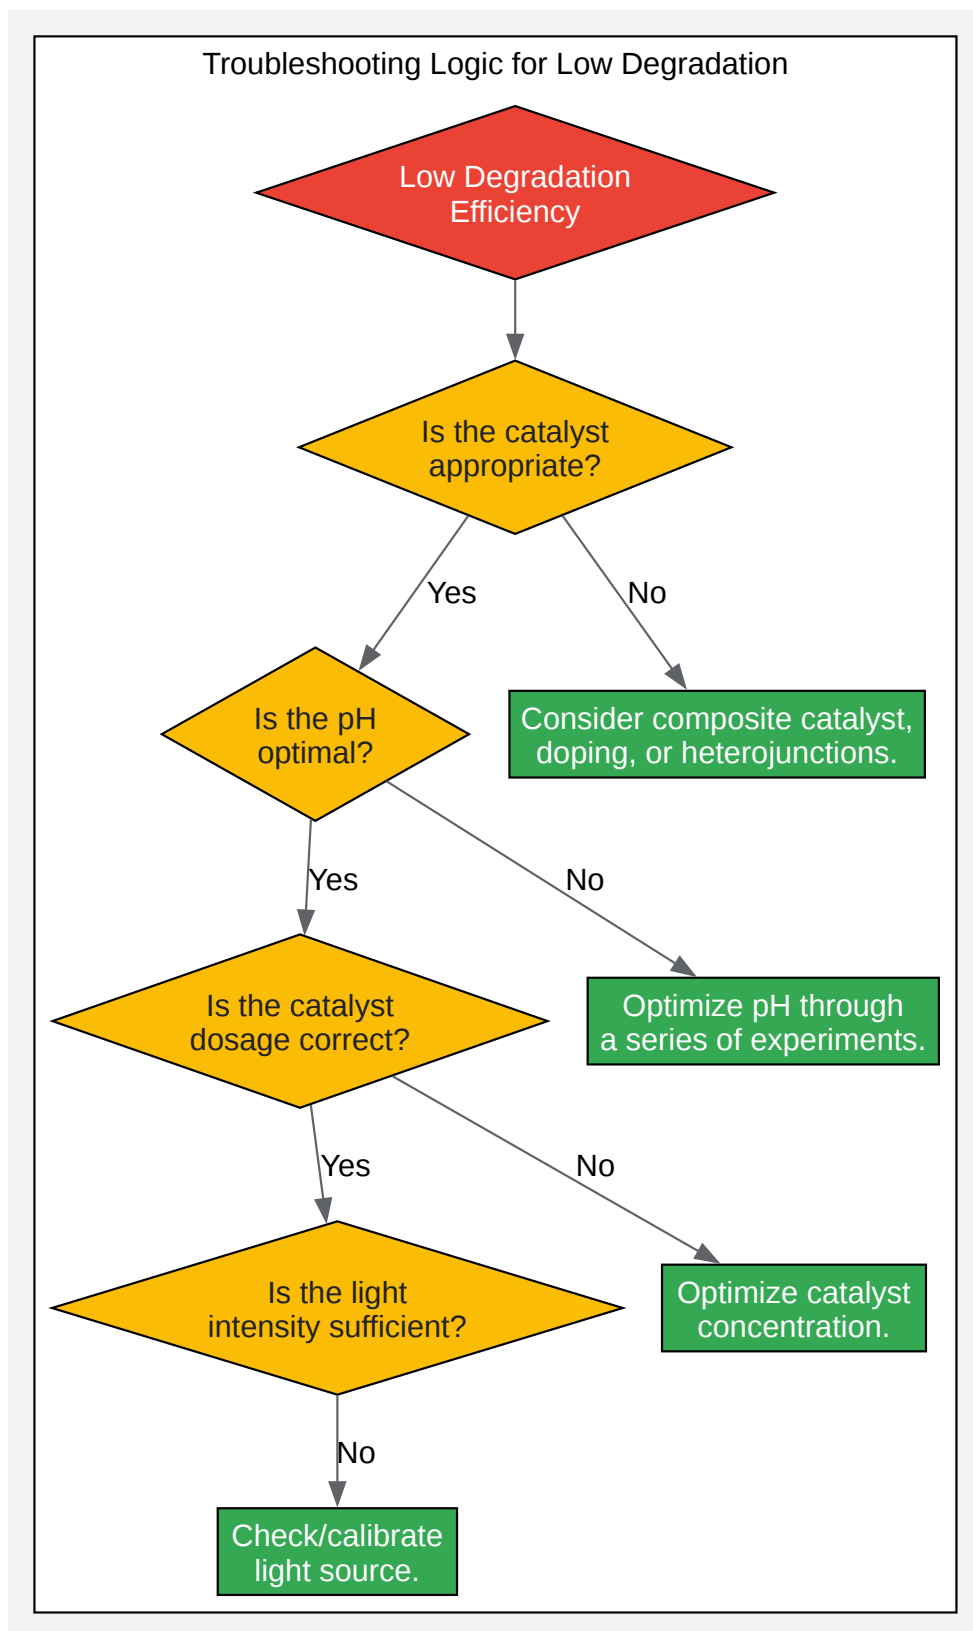 Troubleshooting Logic for Low Degradation
Low Degradation
Efficiency
Is the catalyst
appropriate?
Yes
No
Is the pH
optimal?
Consider composite catalyst,
doping, or heterojunctions.
Yes
No
Is the catalyst
dosage correct?
Optimize pH through
a series of experiments.
Yes
No
Is the light
intensity sufficient?
Optimize catalyst
concentration.
No
Check/calibrate
light source.